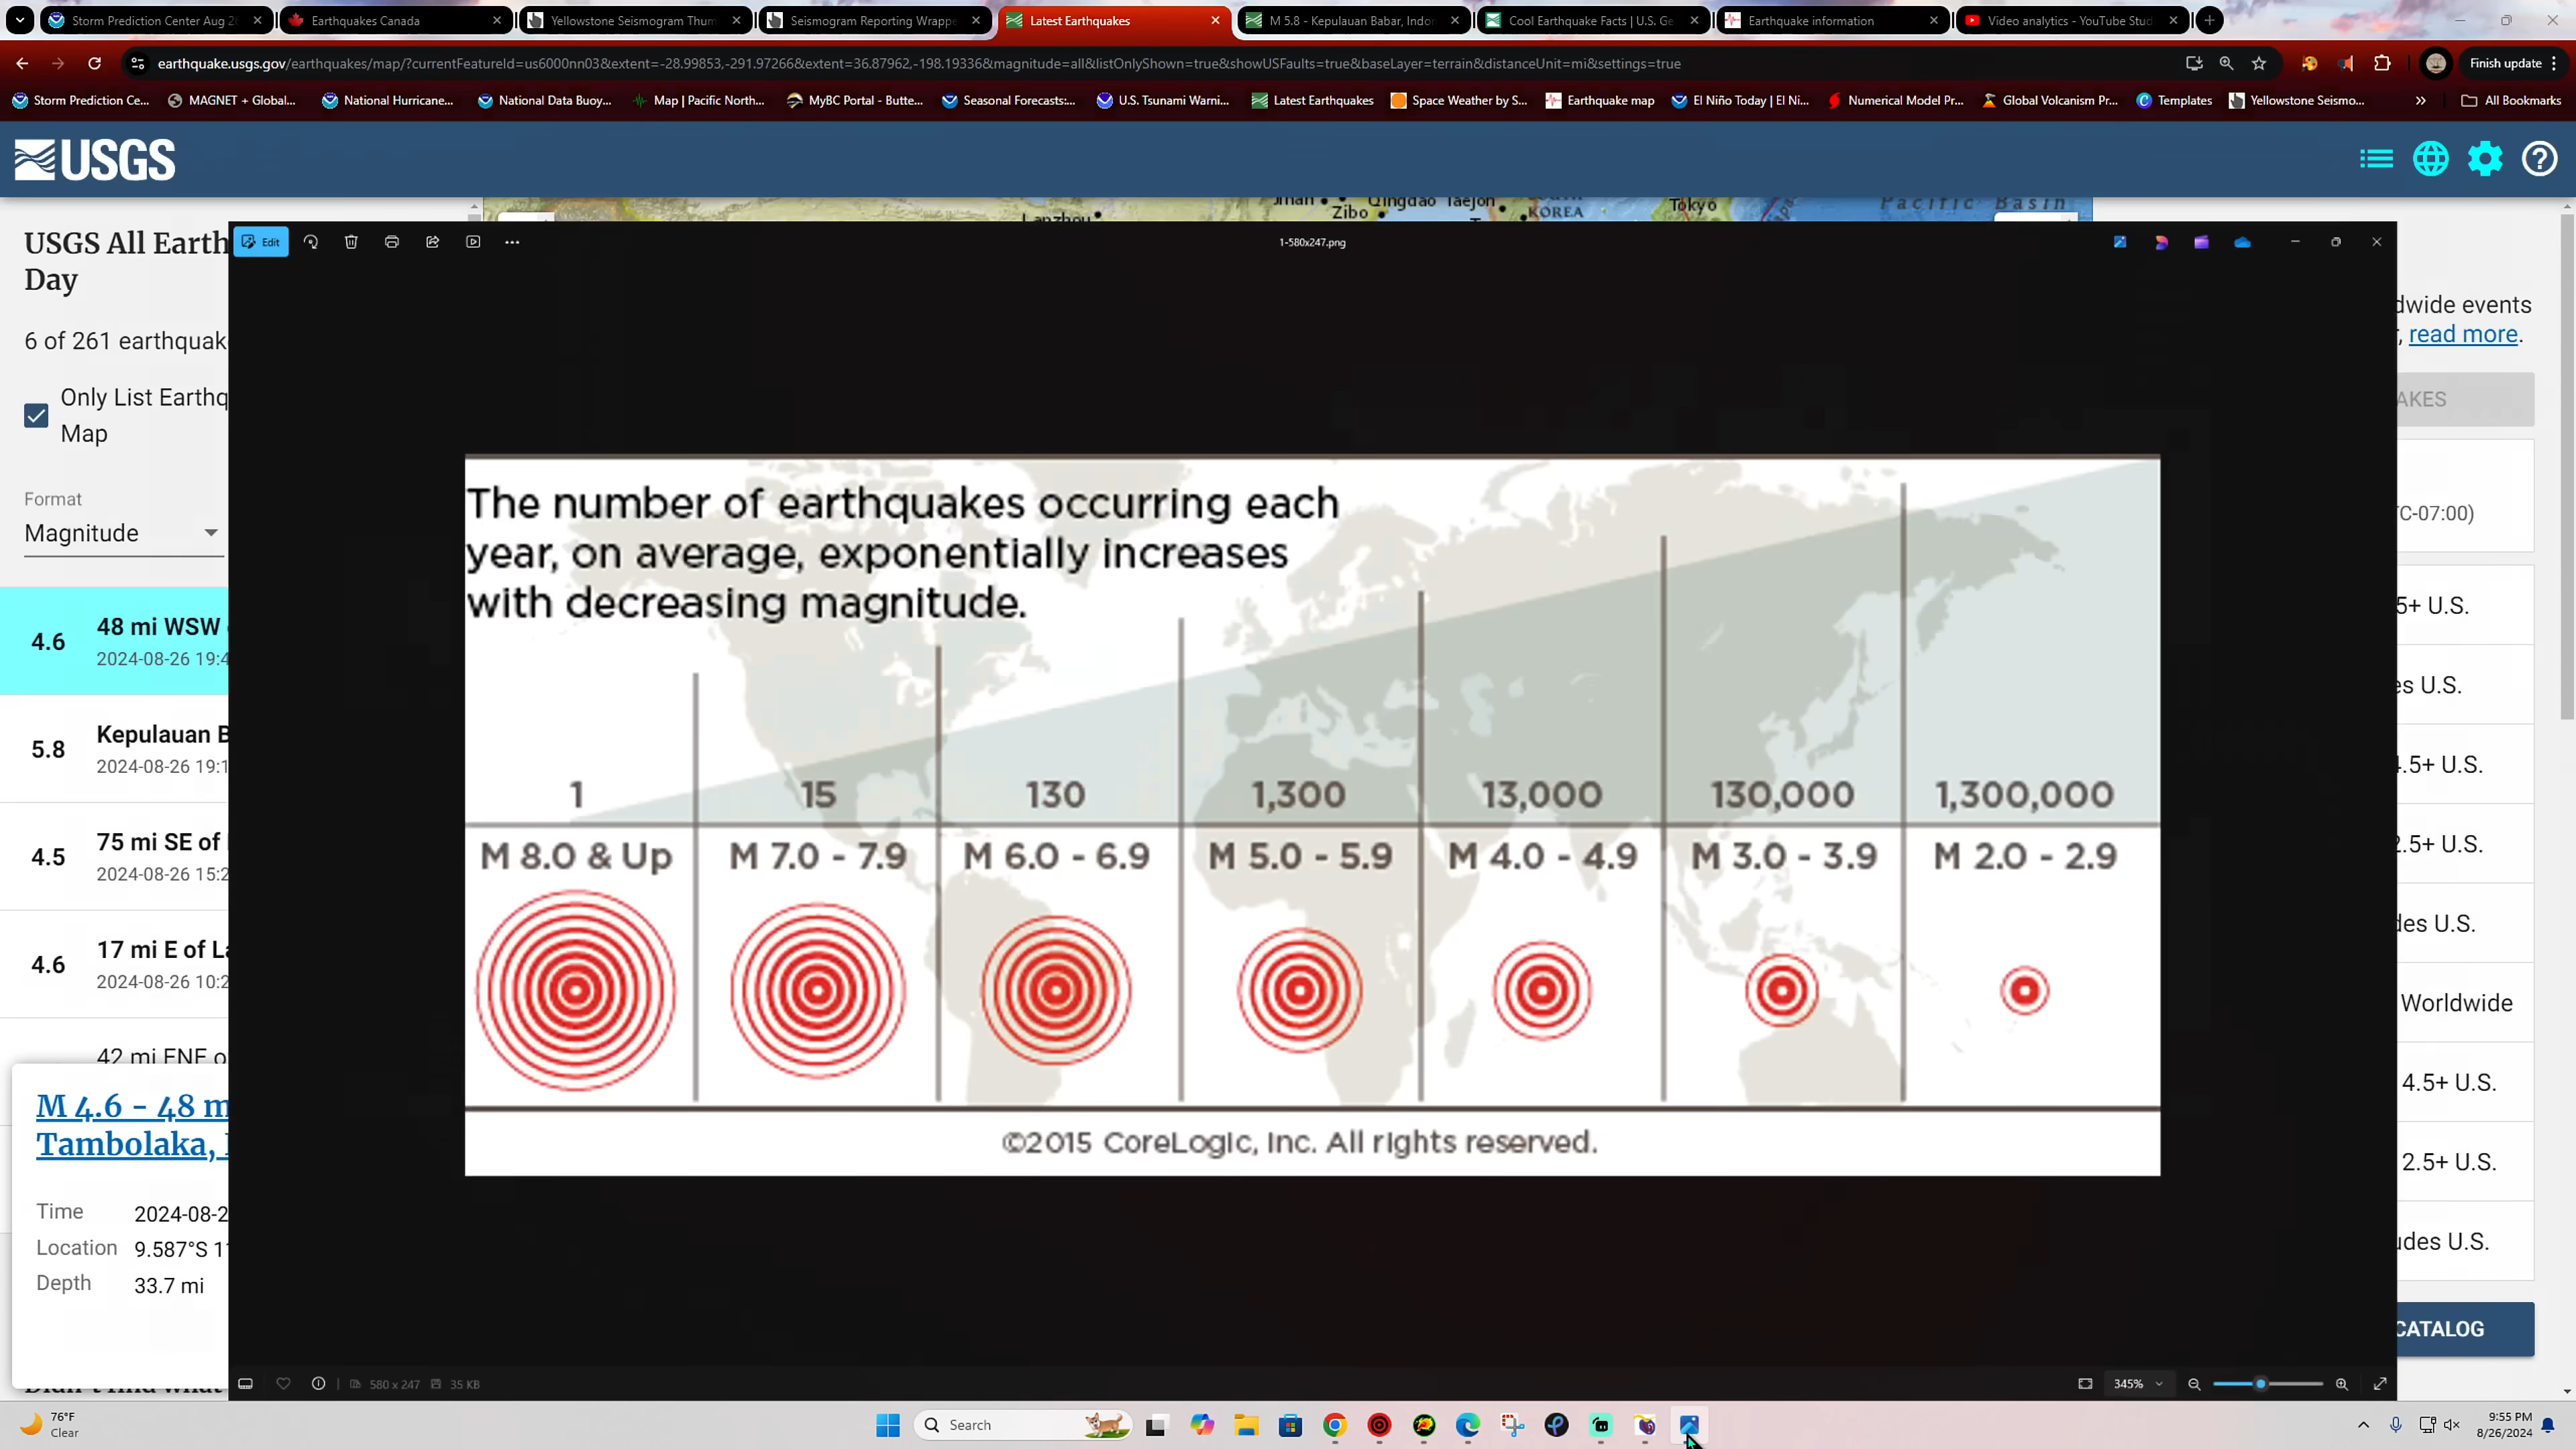 Storm Prediction Center Aug 2
Earthquakes Canada
Yellowstone Seismogram Thum
Seismogram Reporting Wrappe
Latest Earthquakes
M 5.8 - Kepulauan Babar, Indor
Cool Earthquake Facts | U.S. Ge
Earthquake information
Video analytics - YouTube Stud
earthquake.usgs.gov/earthquakes/map/?currentFeatureId=us6000nn03&extent=-28.99853,-291.97266&extent=36.87962,-198.19336&magnitude=all&listOnlyShown=true&showUSFaults=true&baseLayer=terrain&distanceUnit=mi&settings=true
Finish update
Storm Prediction Ce...
MAGNET + Global...
National Hurricane...
National Data Buoy...
Map | Pacific North...
MyBC Portal - Butte...
Seasonal Forecasts:...
U.S. Tsunami Warni...
Latest Earthquakes
Space Weather by S...
Earthquake map
El Niño Today | El Ni...
Numerical Model Pr...
Global Volcanism Pr...
Templates
Yellowstone Seismo...
All Bookmarks
USGS
Lanzhou
Zibo
Qingdao
Taejon
KOREA
Tokyo
Pacific Basin
USGS All Earth
Day
6 of 261 earthquak
Only List Earthq
Map
Format
Magnitude
4.6
48 mi WSW
2024-08-26 19:4
5.8
Kepulauan B
2024-08-26 19:1
4.5
75 mi SE of
2024-08-26 15:2
4.6
17 mi E of La
2024-08-26 10:2
42 mi ENE o
M 4.6 - 48 m
Tambolaka,
Time
2024-08-2
Location
9.587°S 1
Depth
33.7 mi
Edit
1-580x247.png
The number of earthquakes occurring each
year, on average, exponentially increases
with decreasing magnitude.
1
15
130
1,300
13,000
130,000
1,300,000
M 8.0 & Up
M 7.0 - 7.9
M 6.0 - 6.9
M 5.0 - 5.9
M 4.0 - 4.9
M 3.0 - 3.9
M 2.0 - 2.9
©2015 CoreLogic, Inc. All rights reserved.
580 x 247
35 KB
345%
dwide events
read more.
AKES
C-07:00)
5+ U.S.
es U.S.
4.5+ U.S.
2.5+ U.S.
des U.S.
Worldwide
4.5+ U.S.
2.5+ U.S.
udes U.S.
CATALOG
76°F
Clear
Search
9:55 PM
8/26/2024